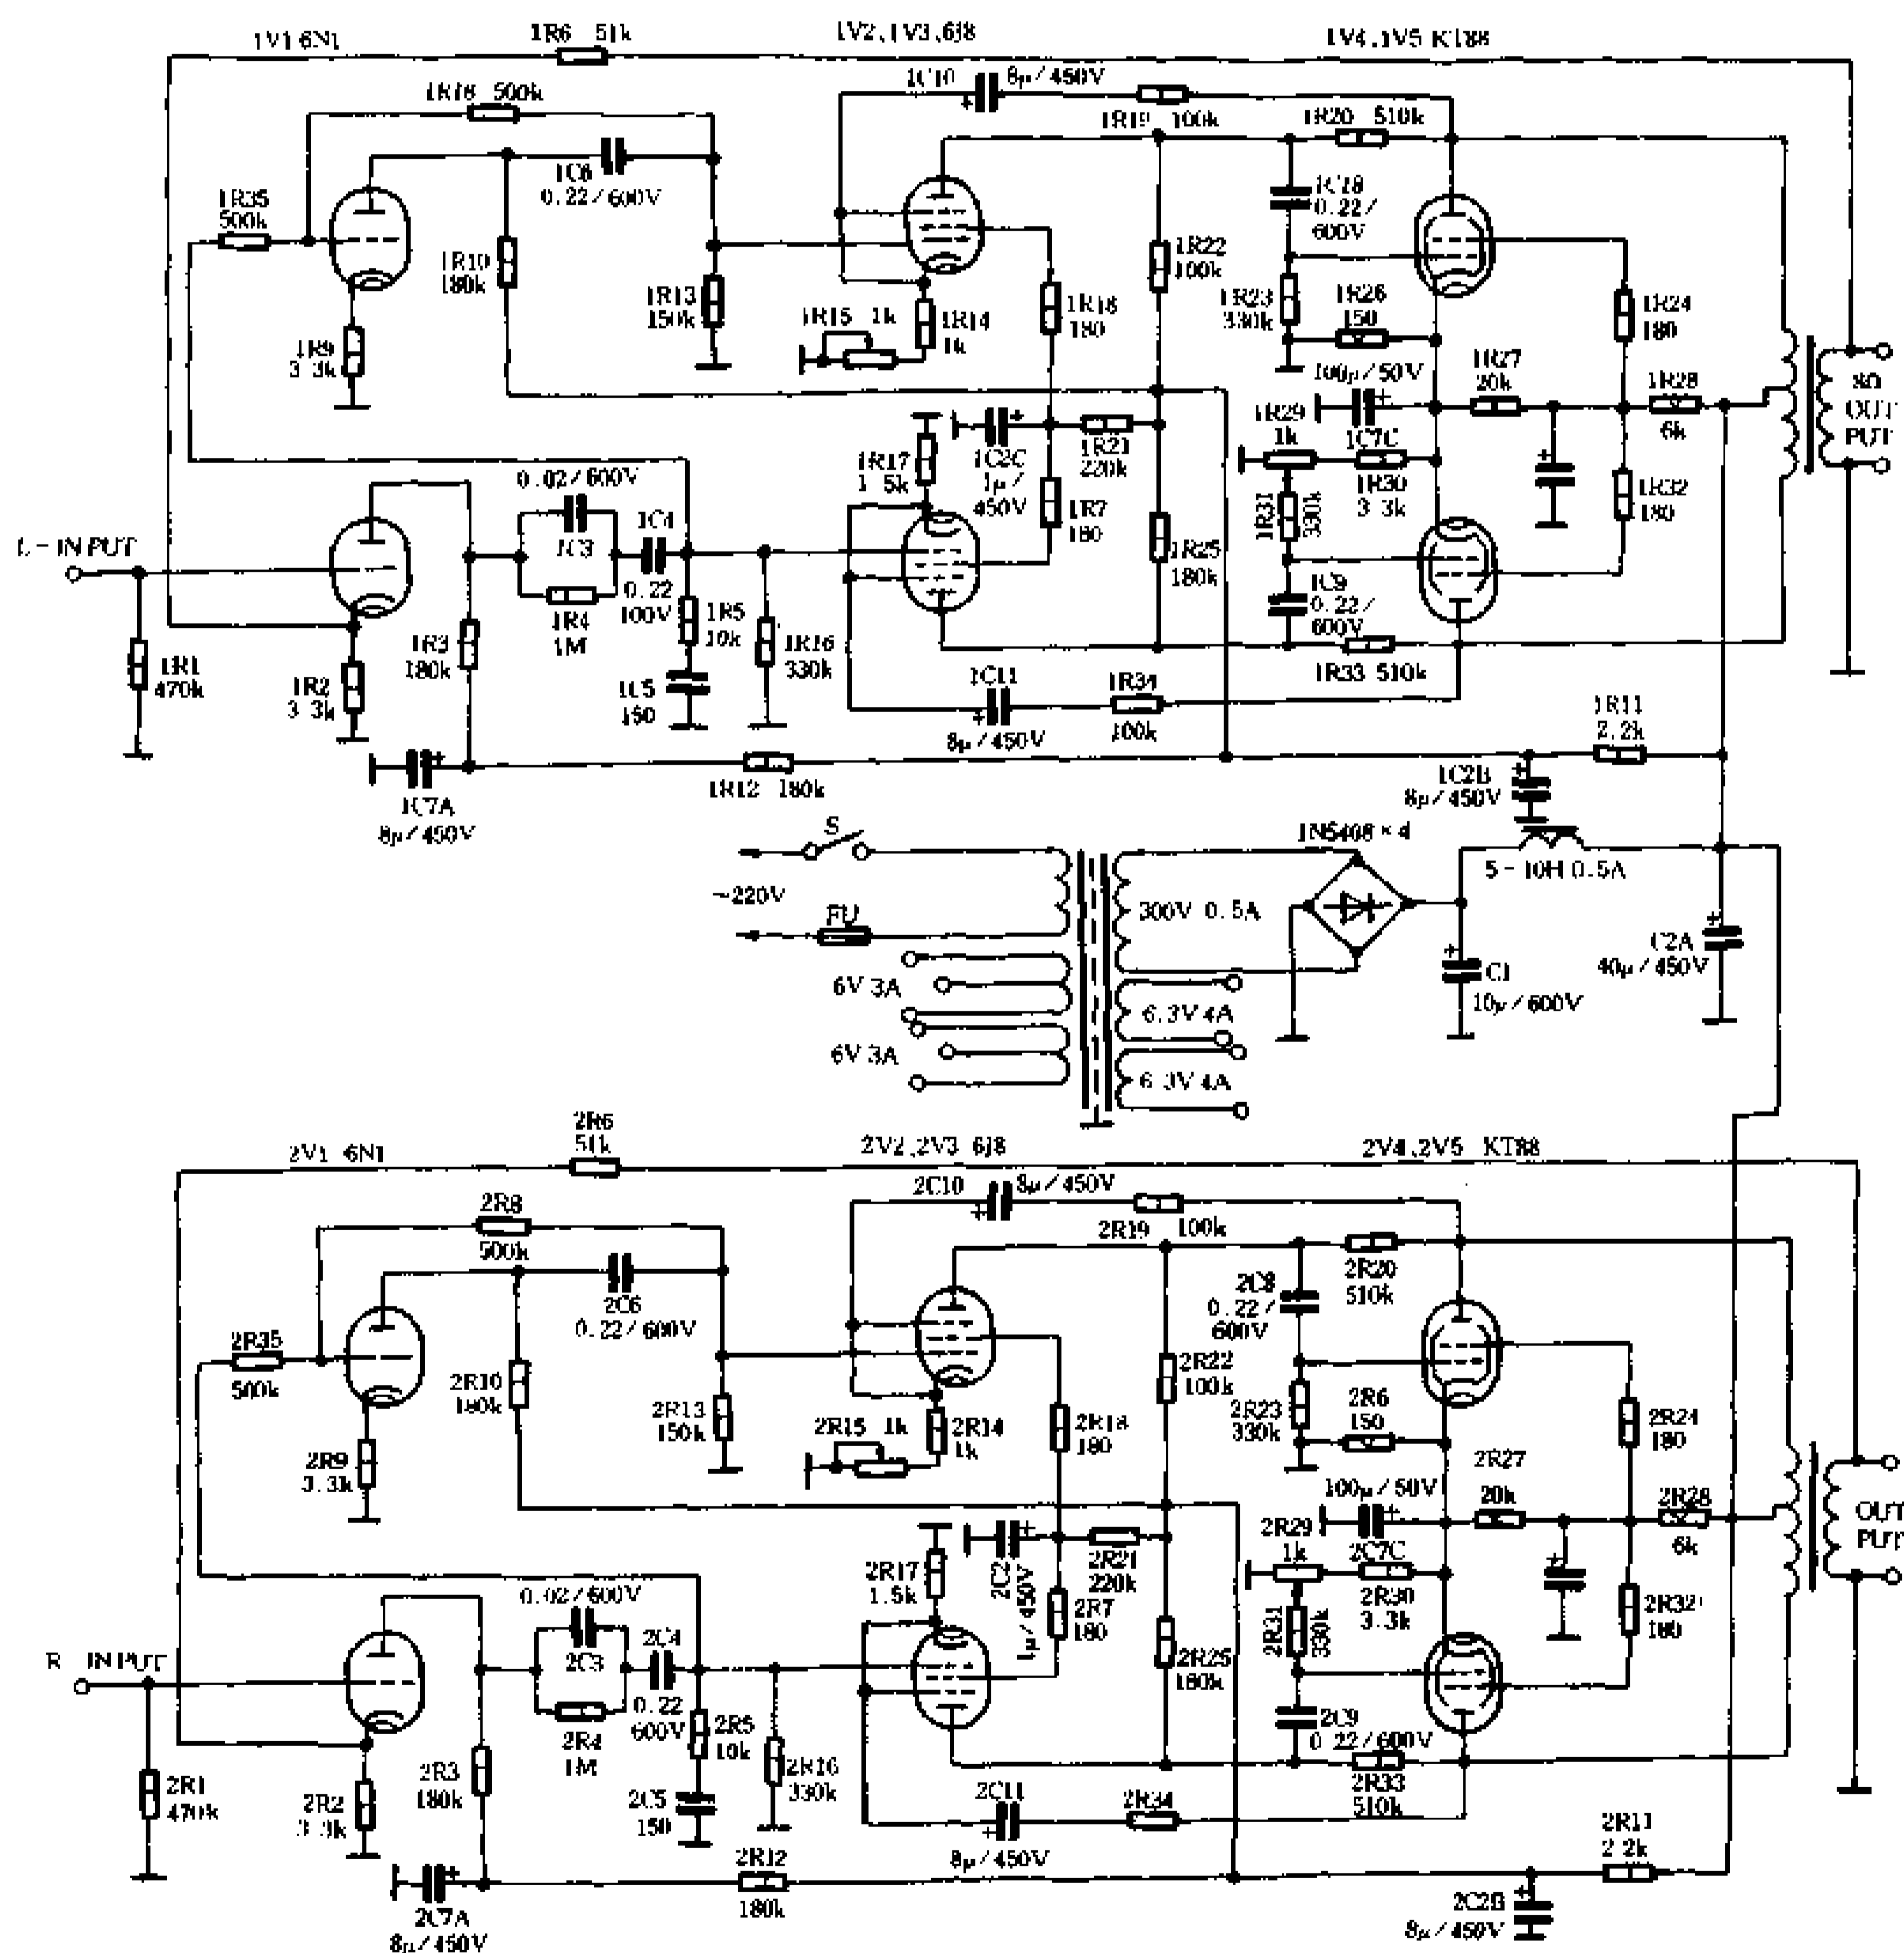 1V1 6N1
1R6 51k
1V2,1V3,6J8
1V4,1V5 KT88
1R18 500k
1C10
8μ/450V
1R19 100k
1R20 510k
1C6
0.22/600V
1R35
500k
1R10
180k
1R13
150k
1R9
3.3k
1R15 1k
1R14
1k
1R18
180
1R22
100k
1C18
0.22/
600V
1R23
330k
1R26
150
1R24
180
100μ/50V
1R27
20k
1R28
6k
8Ω
OUT
PUT
1R17
1 5k
1C2C
1μ/
450V
1R21
220k
1R7
180
1R29
1k
1C7C
1R30
3 3k
1R31
330k
1R32
180
1R25
180k
1C9
0.22/
600V
1R33 510k
L-INPUT
0.02/600V
1C3
1C4
0.22
100V
1R4
1M
1R5
10k
1R3
180k
1R1
470k
1R2
3 3k
1C5
150
1R16
330k
1C11
8μ/450V
1R34
100k
1R11
2.2k
1R12 180k
1C7A
8μ/450V
1C2B
8μ/450V
S
~220V
FU
1N5408×4
5-10H 0.5A
300V 0.5A
C1
10μ/600V
C2A
40μ/450V
6V 3A
6.3V 4A
6V 3A
6 3V 4A
2V1 6N1
2R6
51k
2V2,2V3 6J8
2V4,2V5 KT88
2R8
500k
2C10
8μ/450V
2R19
100k
2R20
510k
2C6
0.22/600V
2C8
0.22/
600V
2R35
500k
2R10
180k
2R13
150k
2R9
3.3k
2R15 1k
2R14
1k
2R18
180
2R22
100k
2R23
330k
2R6
150
2R24
180
100μ/50V
2R27
20k
2R28
6k
OUT
PUT
2R17
1.5k
2C2
1μ/450V
2R21
220k
2R7
180
2R29
1k
2C7C
2R30
3.3k
2R31
330k
2R32
180
2R25
180k
2C9
0 22/600V
2R33
510k
R INPUT
0.02/600V
2C3
2C4
0.22
600V
2R4
1M
2R5
10k
2R3
180k
2R1
470k
2R2
3 3k
2C5
150
2R16
330k
2C11
8μ/450V
2R34
2R11
2 2k
2R12
180k
2C7A
8μ/450V
2C2B
8μ/450V